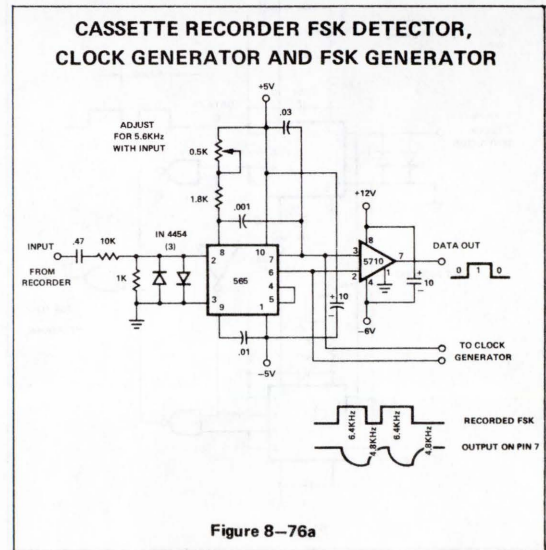 CASSETTE RECORDER FSK DETECTOR,
CLOCK GENERATOR AND FSK GENERATOR
+5V
.03
ADJUST
FOR 5.6KHz
WITH INPUT
0.5K
+12V
1.8K
.001
IN 4454
(3)
INPUT
.47
10K
FROM
RECORDER
1K
2
8
10
7
6
4
5
3
9
1
565
.01
-5V
+
10
-
3
2
8
5710
7
1
4
+
10
-
-6V
DATA OUT
0 1 0
TO CLOCK
GENERATOR
6.4KHz
4.8KHz
6.4KHz
4.8KHz
RECORDED FSK
OUTPUT ON PIN 7
Figure 8-76a